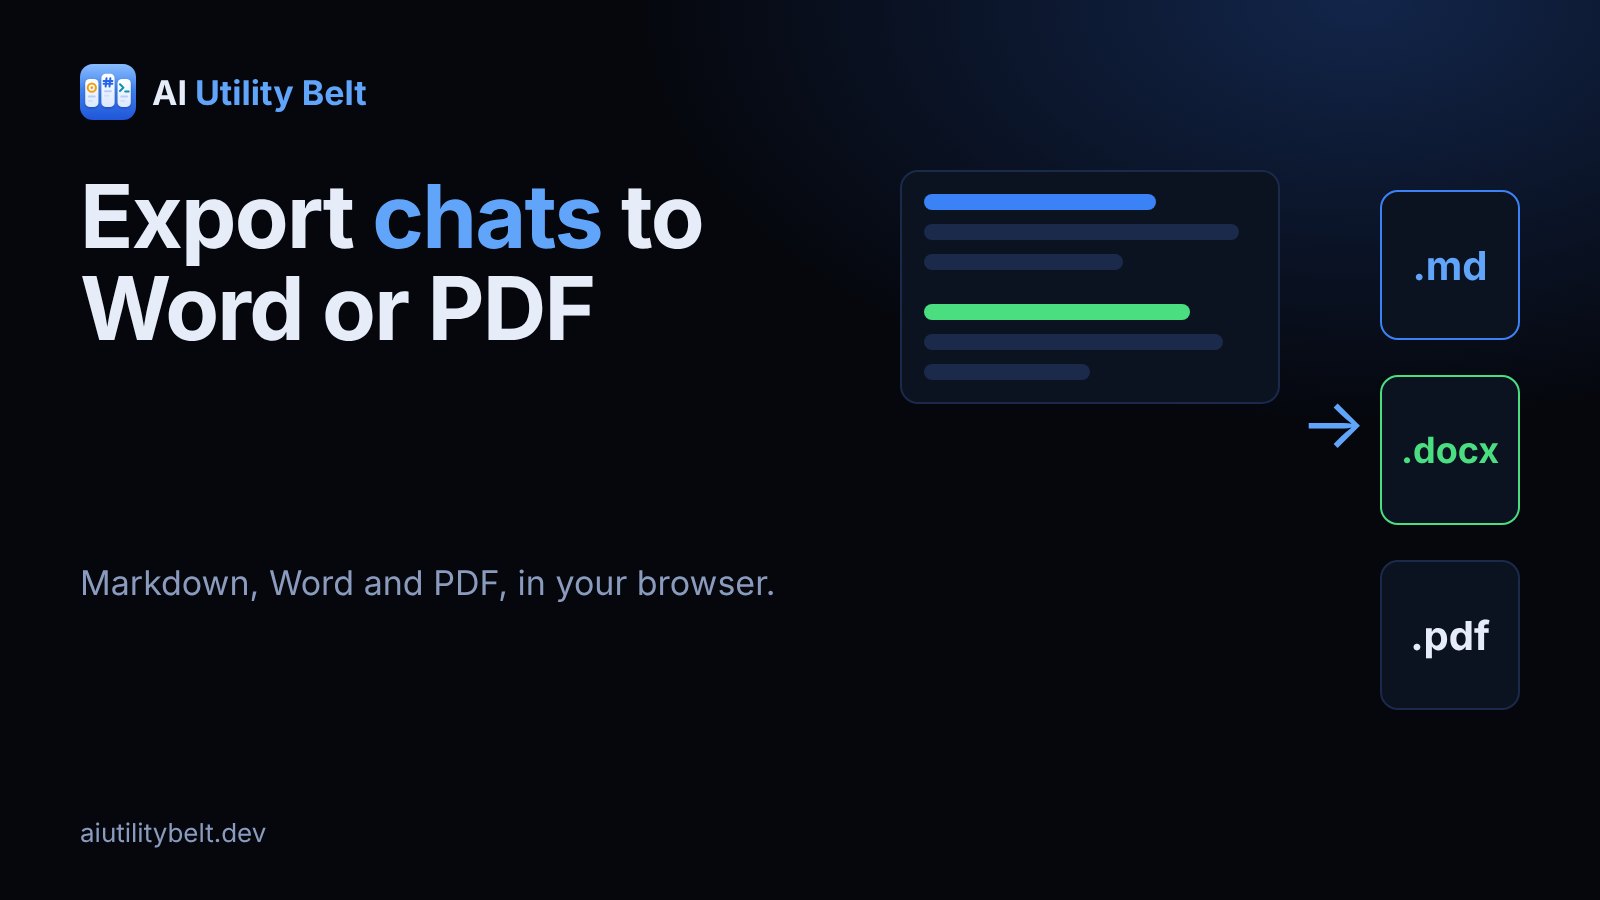 AI Utility Belt
Export chats to
Word or PDF
Markdown, Word and PDF, in your browser.
aiutilitybelt.dev
.md
.docx
.pdf